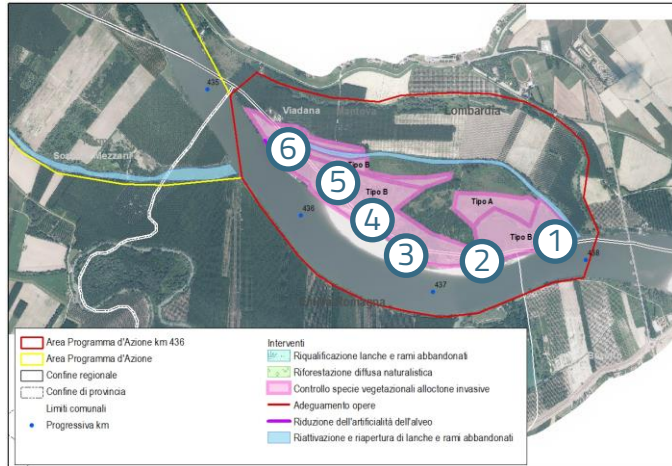 435
Viadana
Mantova
Lombardia
6
Tipo B
5
Tipo B
Tipo A
4
436
Tipo B
1
3
2
438
437
Area Programma d'Azione km 436
Area Programma d'Azione
Confine regionale
Confine di provincia
Limiti comunali
Progressiva km
Interventi
Riqualificazione lanche e rami abbandonati
Riforestazione diffusa naturalistica
Controllo specie vegetazionali alloctone invasive
Adeguamento opere
Riduzione dell'artificialità dell'alveo
Riattivazione e riapertura di lanche e rami abbandonati